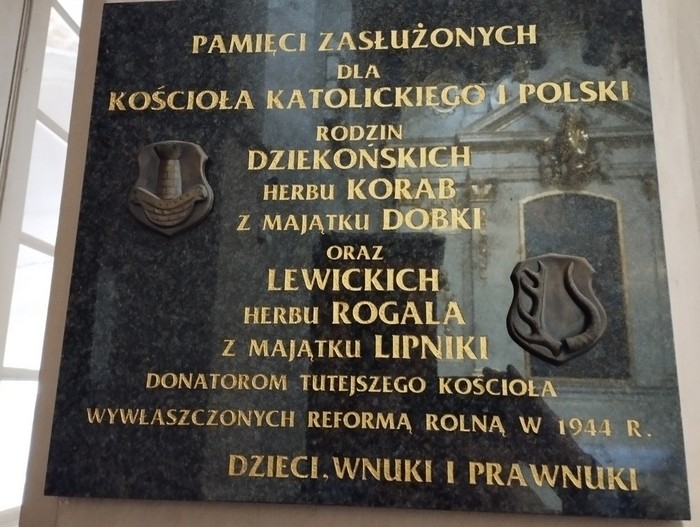 PAMIĘCI ZASŁUŻONYCH
DLA
KOŚCIOŁA KATOLICKIEGO I POLSKI
RODZIN
DZIEKOŃSKICH
HERBU KORAB
Z MAJĄTKU DOBKI
ORAZ
LEWICKICH
HERBU ROGALA
Z MAJĄTKU LIPNIKI
DONATOROM TUTEJSZEGO KOŚCIOŁA
WYWŁASZCZONYCH REFORMĄ ROLNĄ W 1944 R.
DZIECI, WNUKI I PRAWNUKI